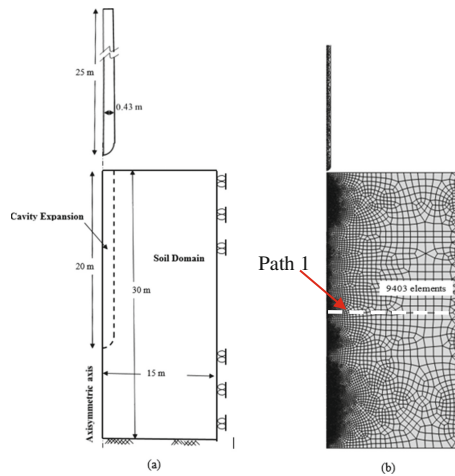 25 m
0.43 m
Cavity Expansion
20 m
Soil Domain
30 m
15 m
Axisymmetric axis
(a)
Path 1
9403 elements
(b)